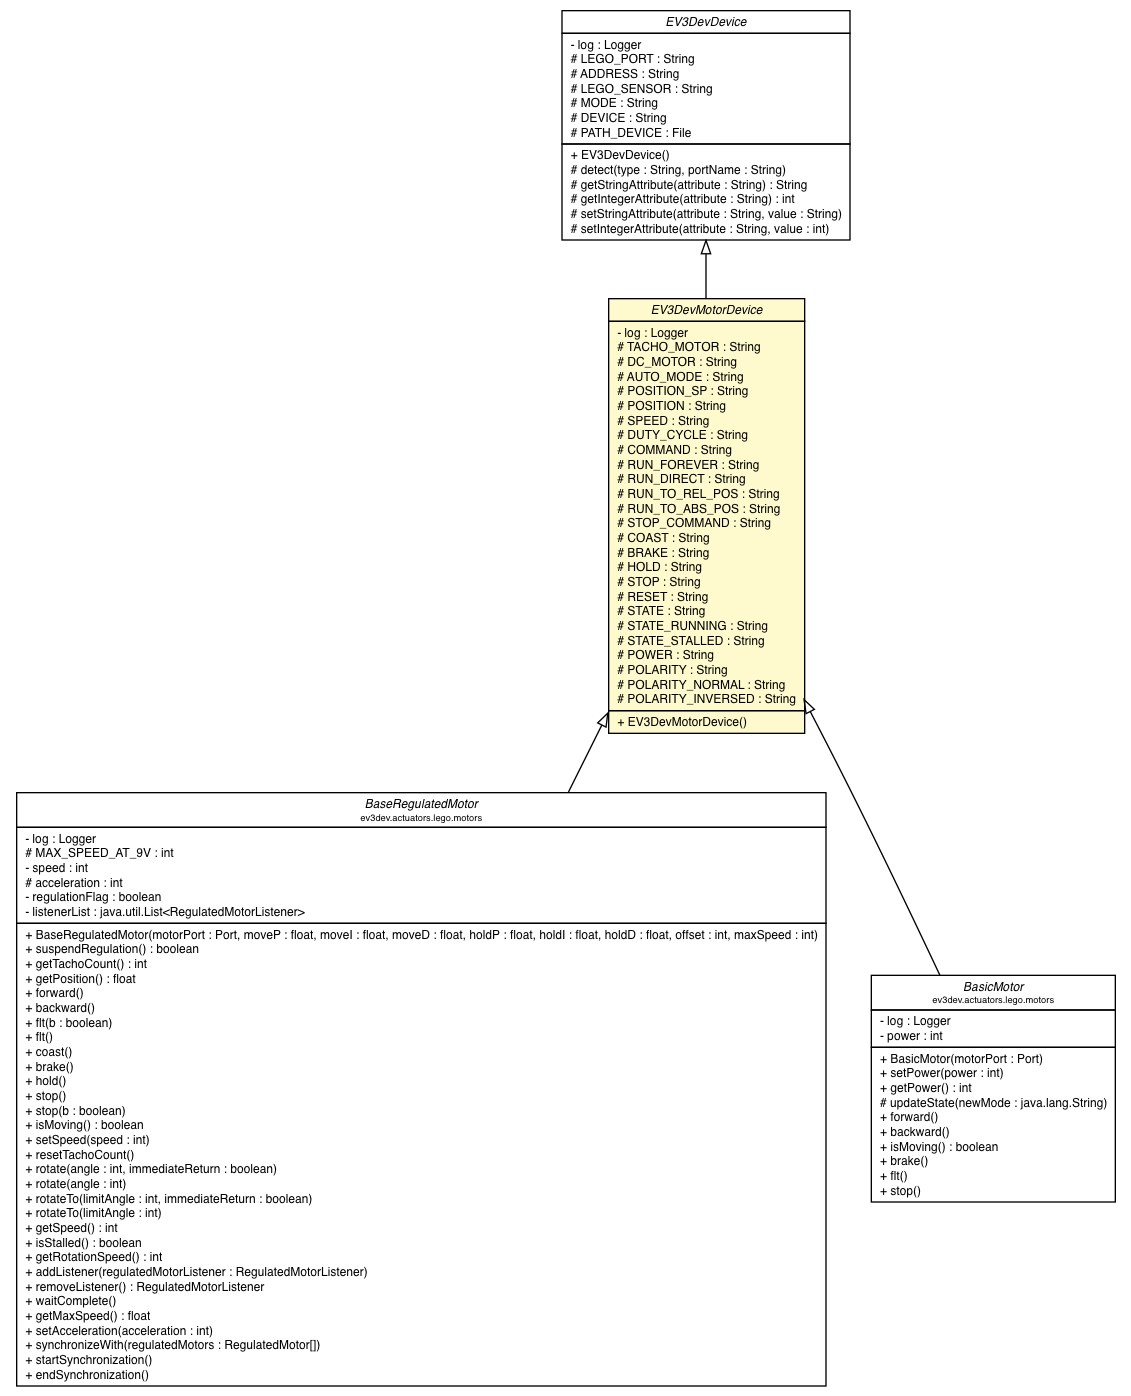 EV3DevDevice
- log : Logger
# LEGO_PORT : String
# ADDRESS : String
# LEGO_SENSOR : String
# MODE : String
# DEVICE : String
# PATH_DEVICE : File
+ EV3DevDevice()
# detect(type : String, portName : String)
# getStringAttribute(attribute : String) : String
# getIntegerAttribute(attribute : String) : int
# setStringAttribute(attribute : String, value : String)
# setIntegerAttribute(attribute : String, value : int)
EV3DevMotorDevice
- log : Logger
# TACHO_MOTOR : String
# DC_MOTOR : String
# AUTO_MODE : String
# POSITION_SP : String
# POSITION : String
# SPEED : String
# DUTY_CYCLE : String
# COMMAND : String
# RUN_FOREVER : String
# RUN_DIRECT : String
# RUN_TO_REL_POS : String
# RUN_TO_ABS_POS : String
# STOP_COMMAND : String
# COAST : String
# BRAKE : String
# HOLD : String
# STOP : String
# RESET : String
# STATE : String
# STATE_RUNNING : String
# STATE_STALLED : String
# POWER : String
# POLARITY : String
# POLARITY_NORMAL : String
# POLARITY_INVERSED : String
+ EV3DevMotorDevice()
BaseRegulatedMotor
ev3dev.actuators.lego.motors
- log : Logger
# MAX_SPEED_AT_9V : int
- speed : int
# acceleration : int
- regulationFlag : boolean
- listenerList : java.util.List<RegulatedMotorListener>
+ BaseRegulatedMotor(motorPort : Port, moveP : float, moveI : float, moveD : float, holdP : float, holdI : float, holdD : float, offset : int, maxSpeed : int)
+ suspendRegulation() : boolean
+ getTachoCount() : int
+ getPosition() : float
+ forward()
+ backward()
+ flt(b : boolean)
+ flt()
+ coast()
+ brake()
+ hold()
+ stop()
+ stop(b : boolean)
+ isMoving() : boolean
+ setSpeed(speed : int)
+ resetTachoCount()
+ rotate(angle : int, immediateReturn : boolean)
+ rotate(angle : int)
+ rotateTo(limitAngle : int, immediateReturn : boolean)
+ rotateTo(limitAngle : int)
+ getSpeed() : int
+ isStalled() : boolean
+ getRotationSpeed() : int
+ addListener(regulatedMotorListener : RegulatedMotorListener)
+ removeListener() : RegulatedMotorListener
+ waitComplete()
+ getMaxSpeed() : float
+ setAcceleration(acceleration : int)
+ synchronizeWith(regulatedMotors : RegulatedMotor[])
+ startSynchronization()
+ endSynchronization()
BasicMotor
ev3dev.actuators.lego.motors
- log : Logger
- power : int
+ BasicMotor(motorPort : Port)
+ setPower(power : int)
+ getPower() : int
# updateState(newMode : java.lang.String)
+ forward()
+ backward()
+ isMoving() : boolean
+ brake()
+ flt()
+ stop()